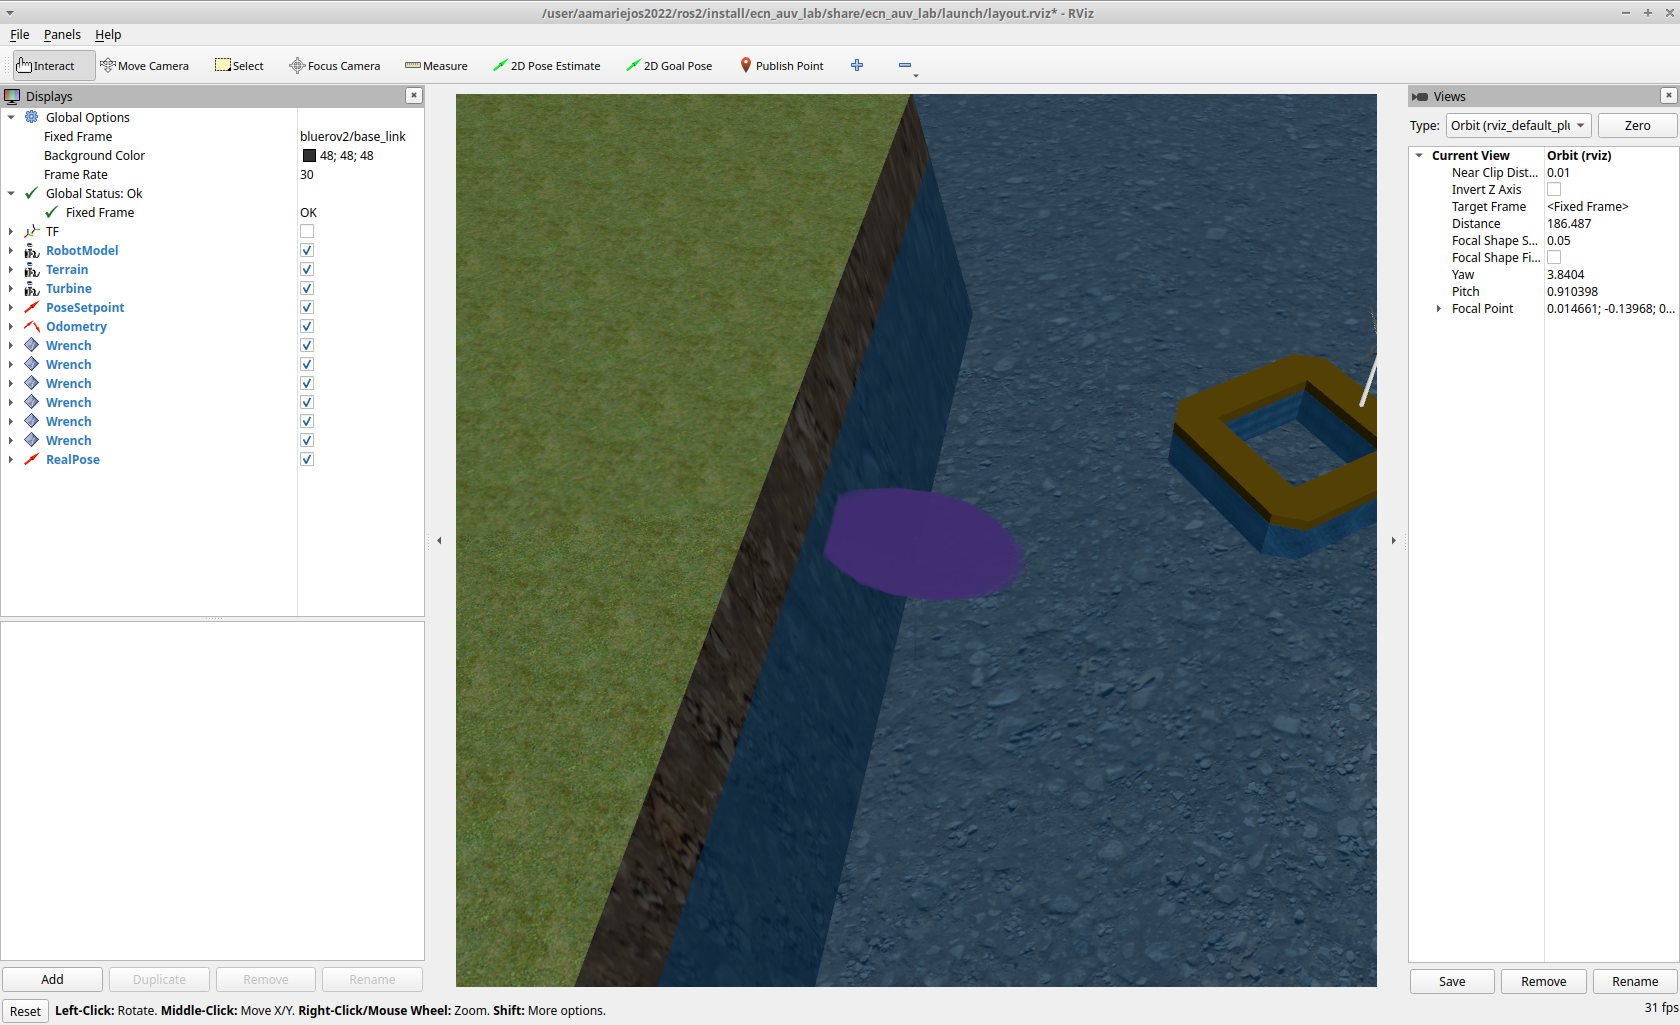 /user/aamariejos2022/ros2/install/ecn_auv_lab/share/ecn_auv_lab/launch/layout.rviz* - RViz
File Panels Help
Interact Move Camera Select Focus Camera Measure 2D Pose Estimate 2D Goal Pose Publish Point
Displays
Global Options
Fixed Frame bluerov2/base_link
Background Color 48; 48; 48
Frame Rate 30
Global Status: Ok
Fixed Frame OK
TF
RobotModel
Terrain
Turbine
PoseSetpoint
Odometry
Wrench
Wrench
Wrench
Wrench
Wrench
Wrench
RealPose
Add Duplicate Remove Rename
Views
Type: Orbit (rviz_default_plu Zero
Current View Orbit (rviz)
Near Clip Dist... 0.01
Invert Z Axis
Target Frame <Fixed Frame>
Distance 186.487
Focal Shape S... 0.05
Focal Shape Fi...
Yaw 3.8404
Pitch 0.910398
Focal Point 0.014661; -0.13968; 0...
Save Remove Rename
Reset Left-Click: Rotate. Middle-Click: Move X/Y. Right-Click/Mouse Wheel: Zoom. Shift: More options. 31 fps